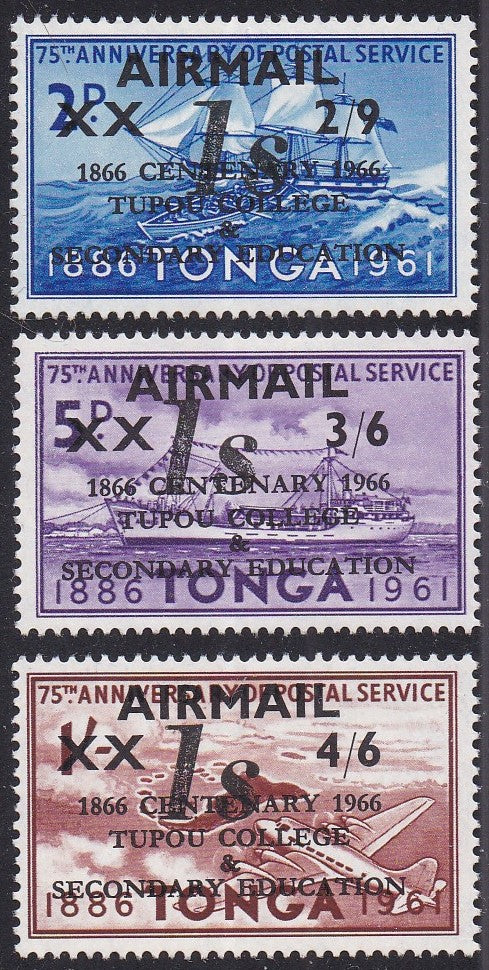 75TH ANNIVERSARY OF POSTAL SERVICE
AIRMAIL
2D.
XX 1s 2/9
1866 CENTENARY 1966
TUPOU COLLEGE
&
SECONDARY EDUCATION
1886 TONGA 1961
75TH ANNIVERSARY OF POSTAL SERVICE
AIRMAIL
5D.
XX 1s 3/6
1866 CENTENARY 1966
TUPOU COLLEGE
&
SECONDARY EDUCATION
1886 TONGA 1961
75TH ANNIVERSARY OF POSTAL SERVICE
AIRMAIL
1/-
XX 1s 4/6
1866 CENTENARY 1966
TUPOU COLLEGE
&
SECONDARY EDUCATION
1886 TONGA 1961